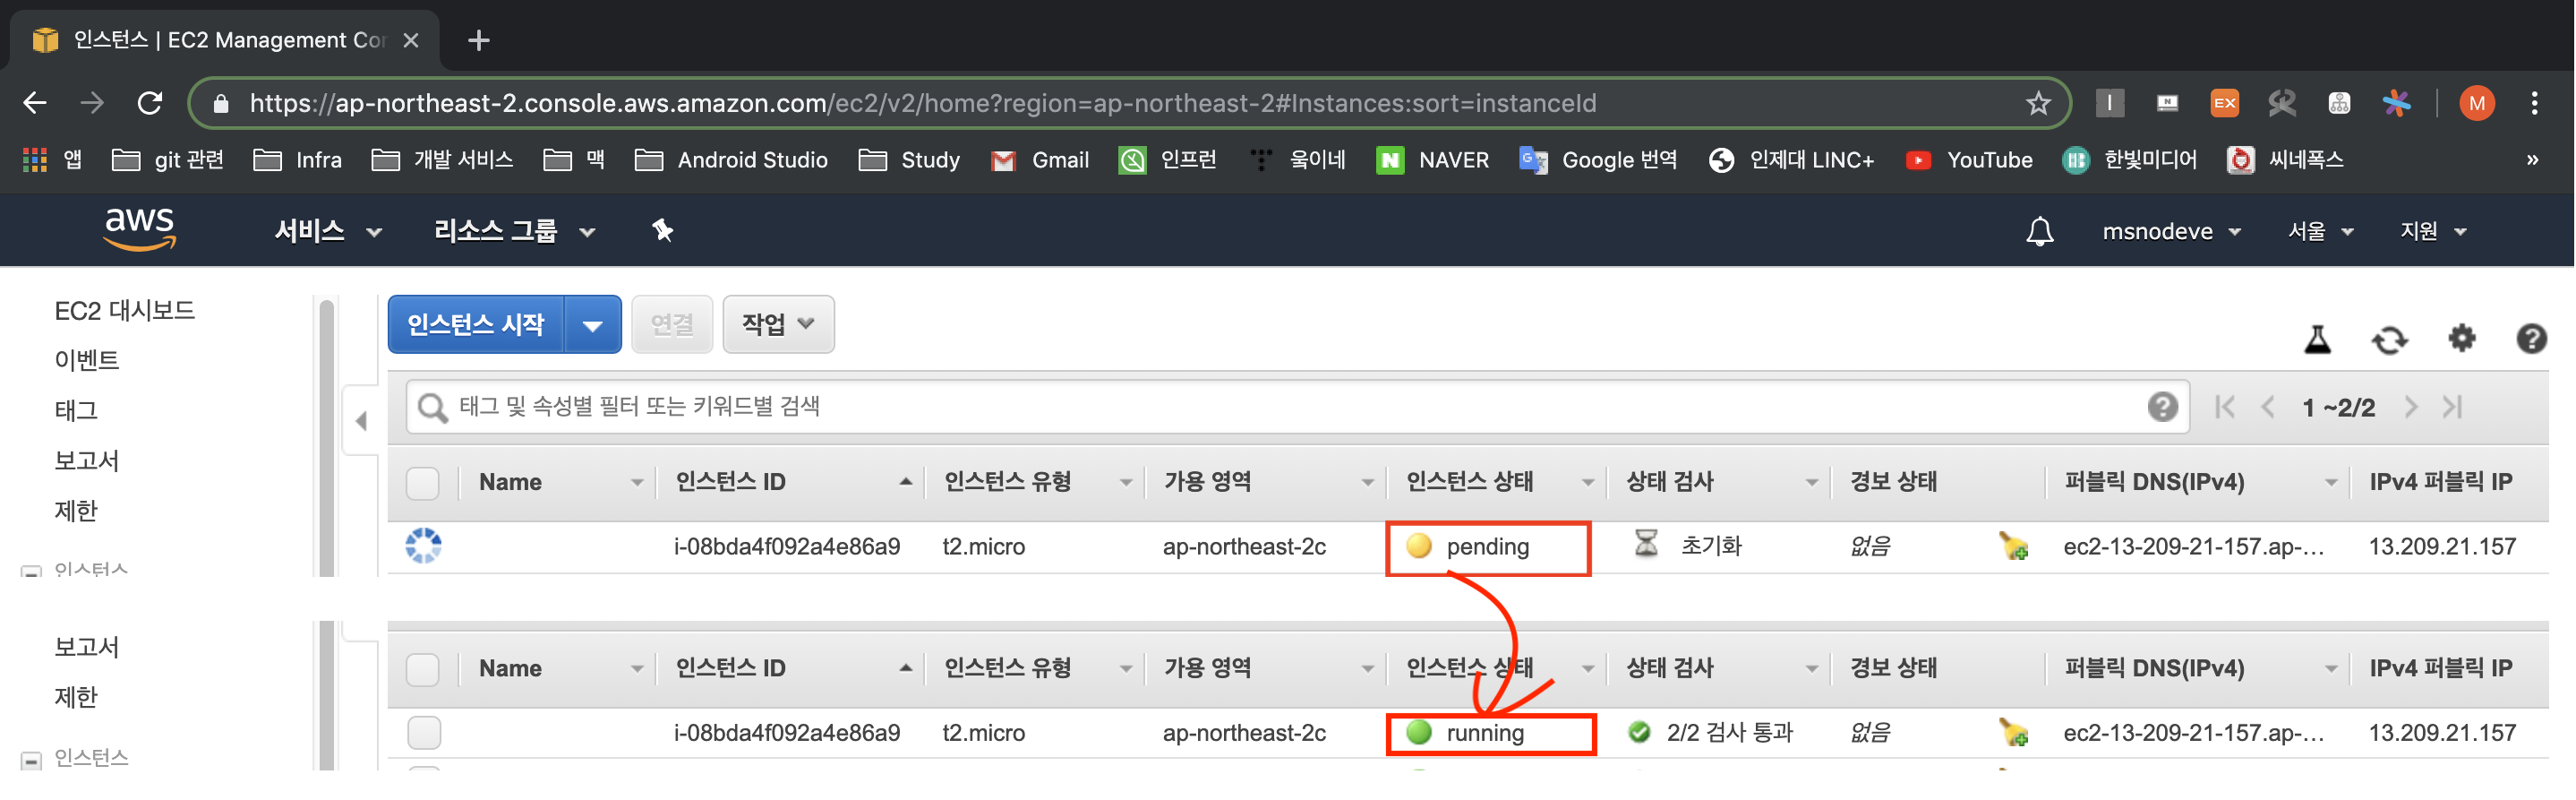 인스턴스 | EC2 Management Cor
https://ap-northeast-2.console.aws.amazon.com/ec2/v2/home?region=ap-northeast-2#Instances:sort=instanceId
EX
M
앱 git 관련 Infra 개발 서비스 맥 Android Studio Study Gmail 인프런 울이네 NAVER Google 번역 인제대 LINC+ YouTube 한빛미디어 씨네폭스 »
aws 서비스 리소스 그룹 msnodeve 서울 지원
EC2 대시보드
이벤트
태그
보고서
제한
인스턴스
인스턴스 시작 연결 작업
태그 및 속성별 필터 또는 키워드별 검색
1 ~2/2
Name 인스턴스 ID 인스턴스 유형 가용 영역 인스턴스 상태 상태 검사 경보 상태 퍼블릭 DNS(IPv4) IPv4 퍼블릭 IP
i-08bda4f092a4e86a9 t2.micro ap-northeast-2c pending 초기화 없음 ec2-13-209-21-157.ap-... 13.209.21.157
보고서
제한
인스턴스
Name 인스턴스 ID 인스턴스 유형 가용 영역 인스턴스 상태 상태 검사 경보 상태 퍼블릭 DNS(IPv4) IPv4 퍼블릭 IP
i-08bda4f092a4e86a9 t2.micro ap-northeast-2c running 2/2 검사 통과 없음 ec2-13-209-21-157.ap-... 13.209.21.157